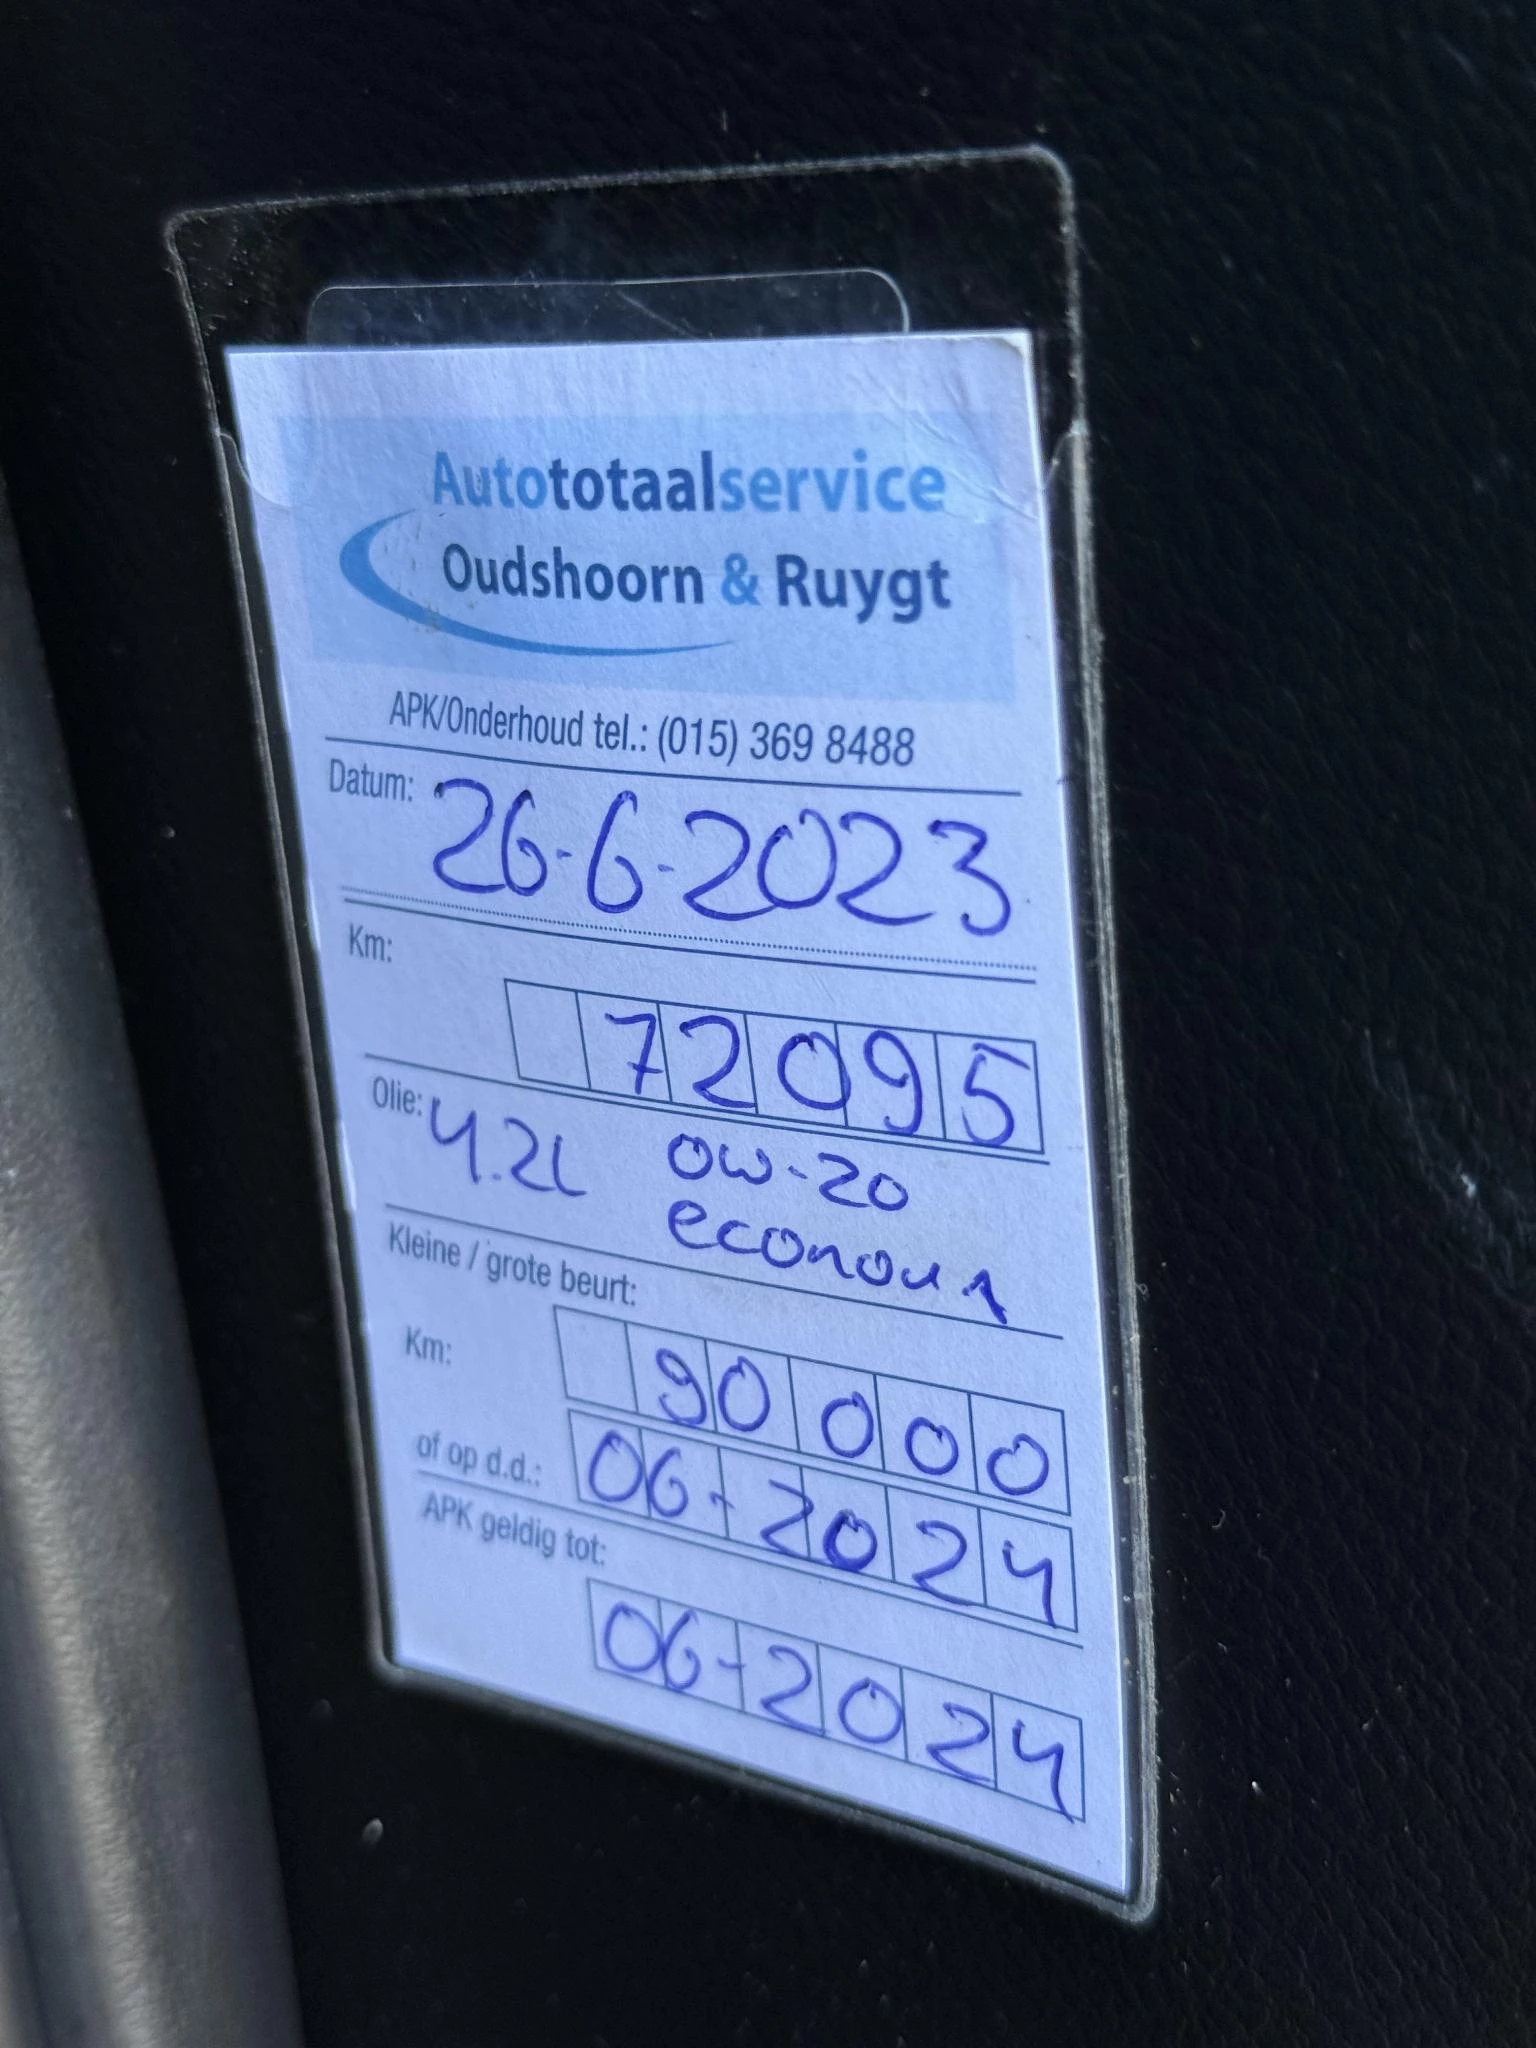 Autototaalservice
Oudshoorn & Ruygt
APK/Onderhoud tel.: (015) 369 8488
Datum: 26-6-2023
Km:
72095
Olie: 4.2L 0W-20
Kleine / grote beurt:
Km: 90000
of op d.d.: 06-2024
APK geldig tot:
06-2024